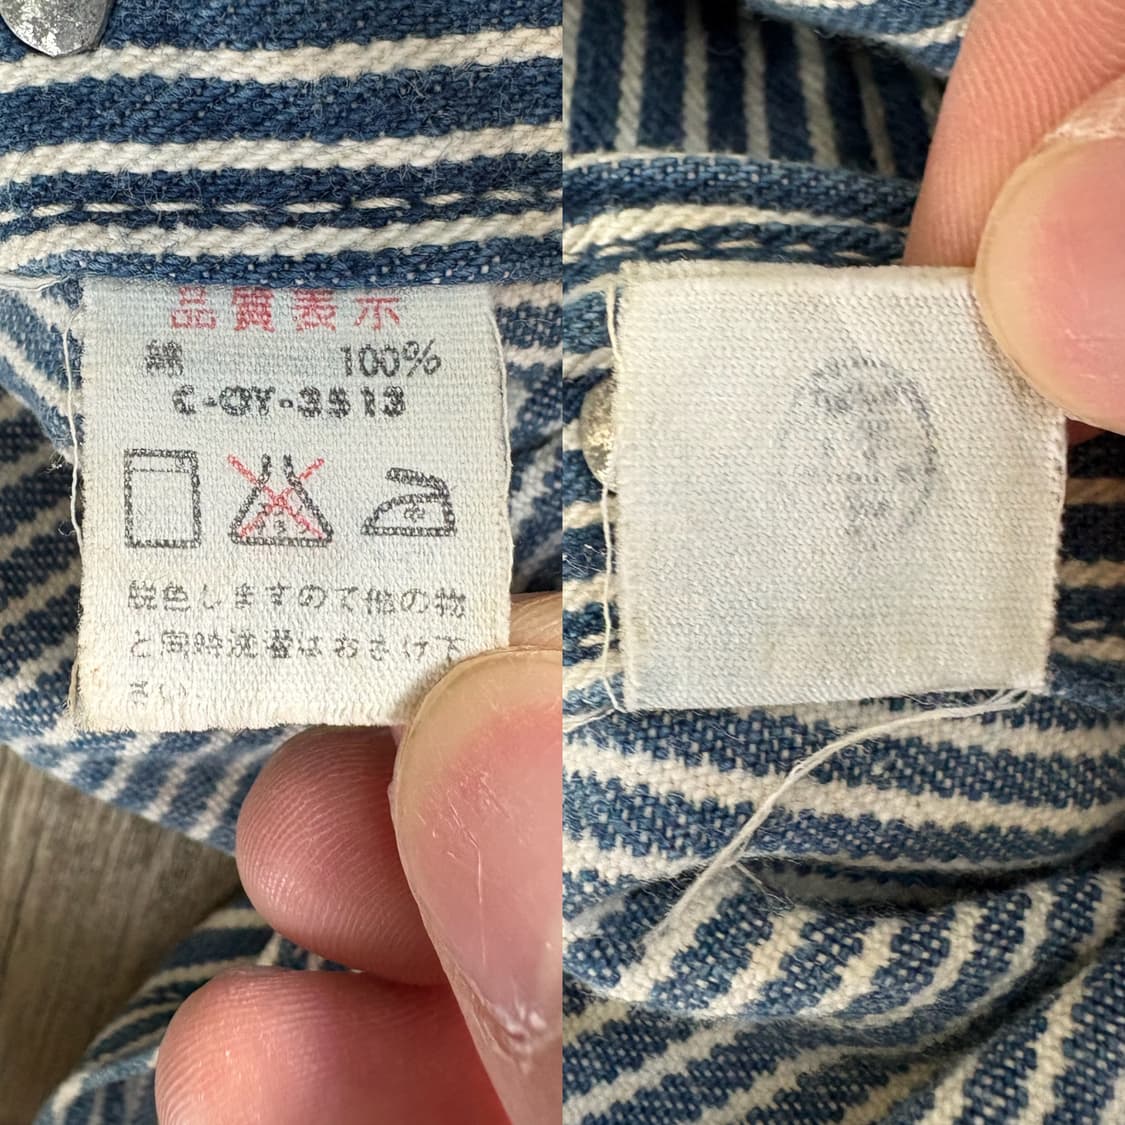 品質表示
綿 100%
C-OY-3513
脱色しますので他の物
と同時洗濯はおさけ下
さい。